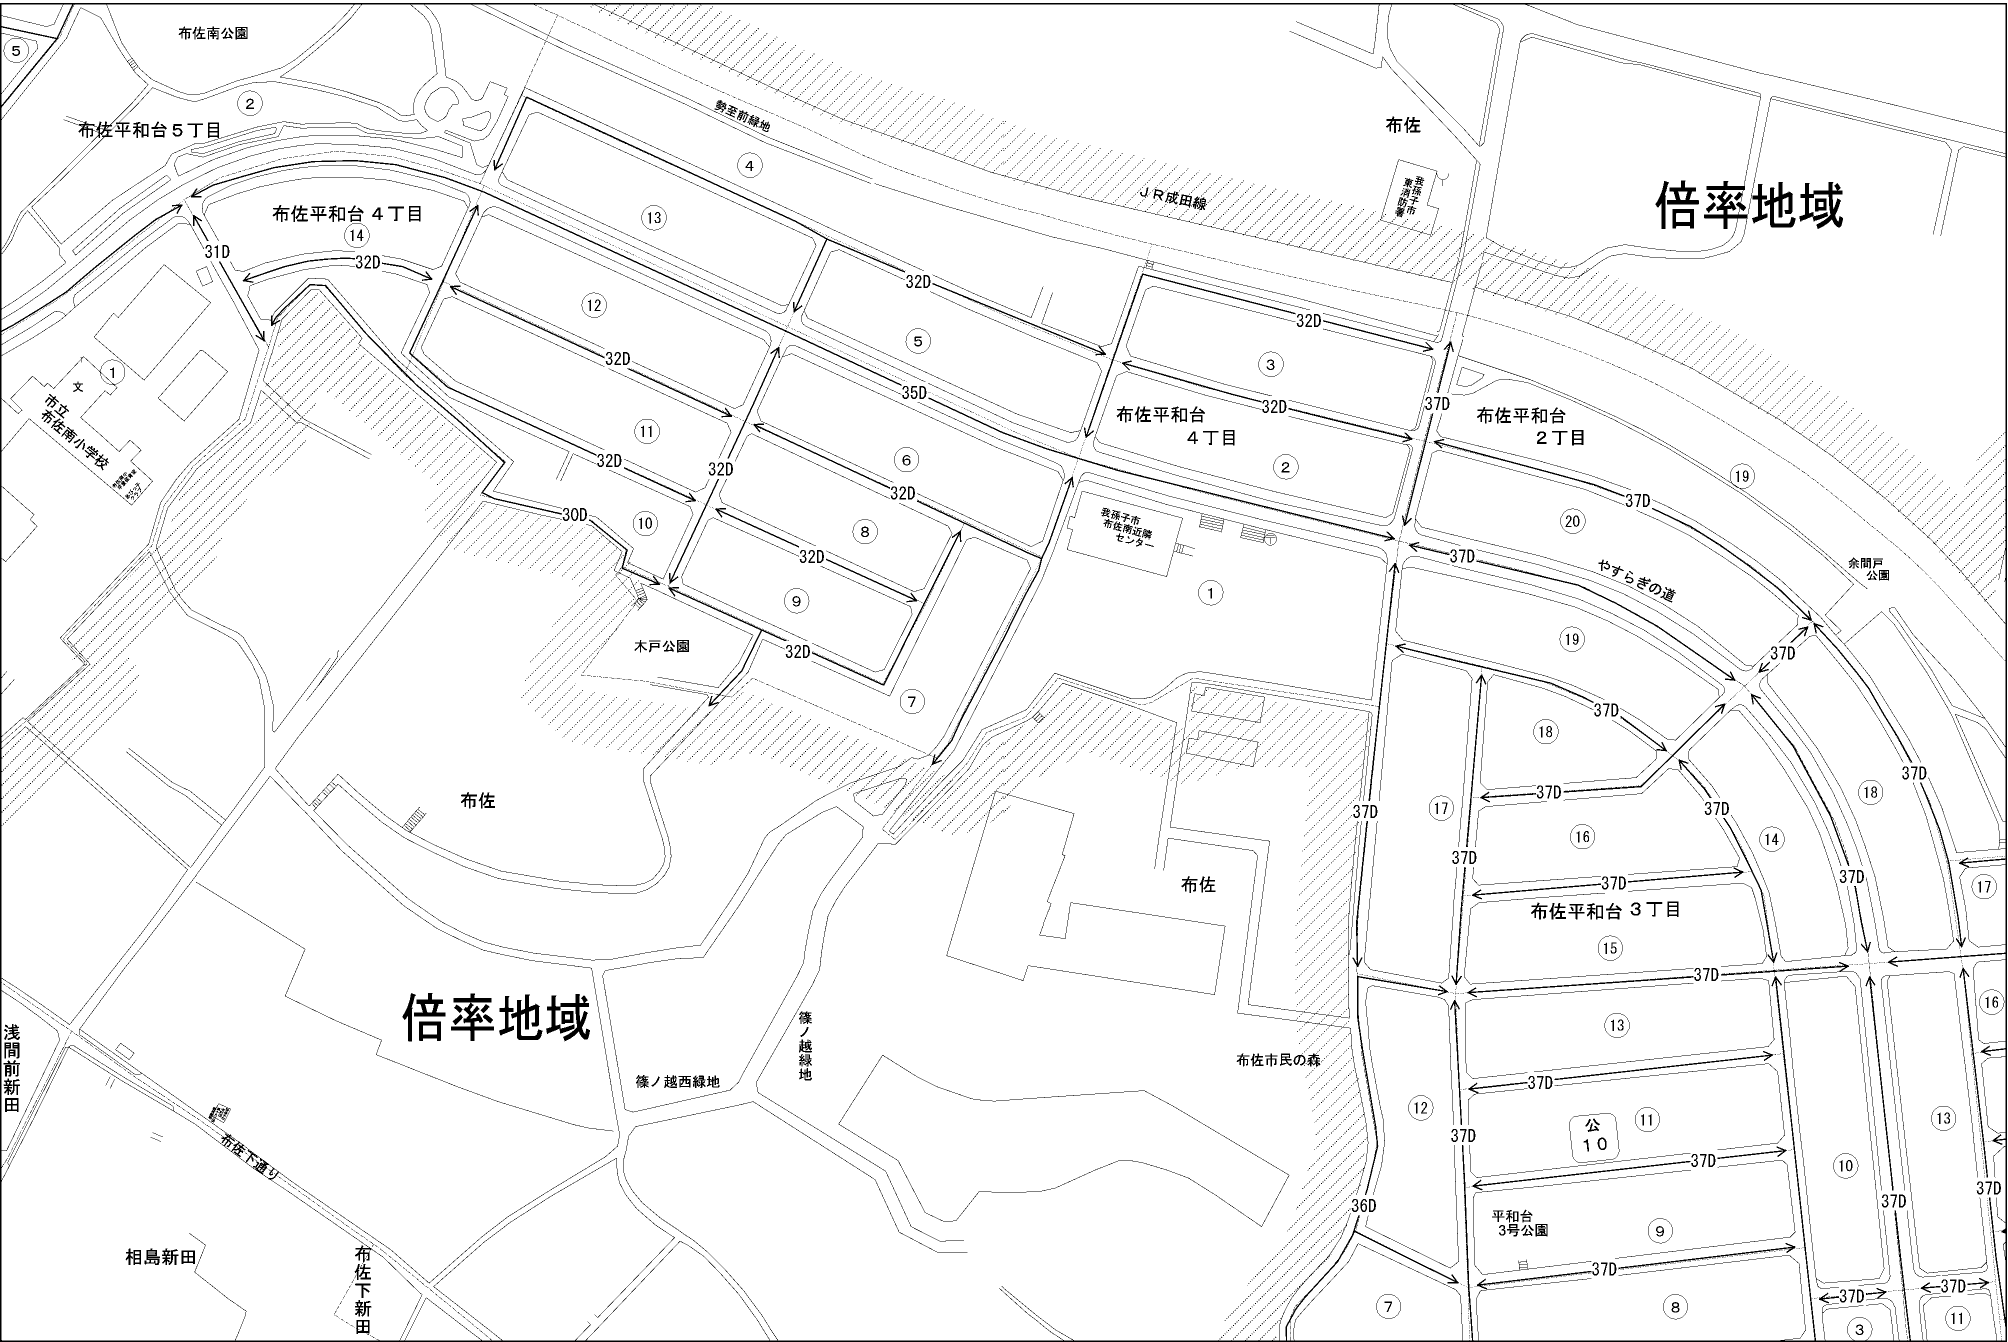 5
布佐南公園
2
布佐平和台5丁目
勢至前緑地
4
布佐
我孫子市
東消防署
倍率地域
JR成田線
13
布佐平和台 4丁目
14
31D
32D
32D
12
5
32D
3
32D
1
文
市立
布佐南小学校
35D
32D
37D
布佐平和台
4丁目
布佐平和台
2丁目
11
6
2
19
32D
32D
32D
37D
30D
10
8
我孫子市
布佐南近隣
センター
20
32D
37D
やすらぎの道
余間戸
公園
9
1
木戸公園
32D
19
37D
7
37D
18
37D
布佐
37D
37D
18
17
37D
16
14
37D
37D
37D
布佐
17
布佐平和台 3丁目
15
37D
倍率地域
16
浅間前新田
篠ノ越緑地
13
布佐市民の森
篠ノ越西緑地
37D
12
公
10
11
13
37D
布佐下通り
37D
10
36D
37D
37D
平和台
3号公園
9
相島新田
布佐下新田
37D
37D
37D
7
8
3
11